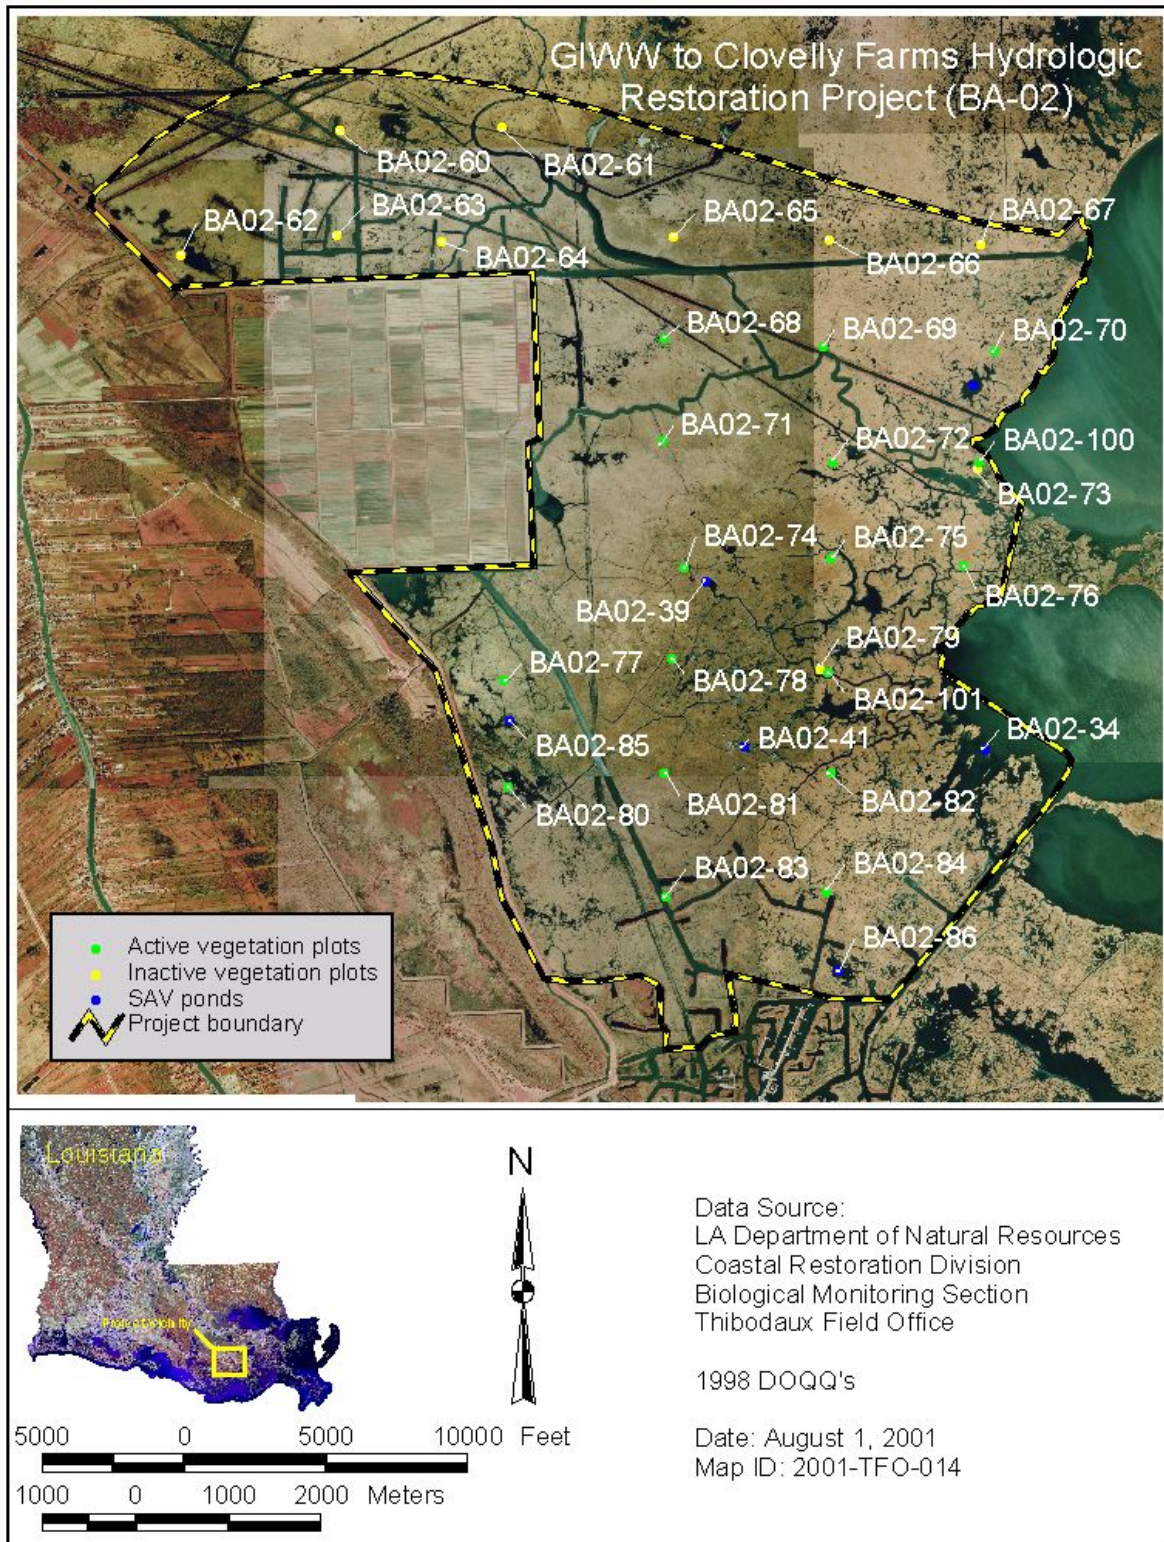 GIWW to Clovelly Farms Hydrologic
Restoration Project (BA-02)
BA02-60
BA02-61
BA02-62
BA02-63
BA02-64
BA02-65
BA02-66
BA02-67
BA02-68
BA02-69
BA02-70
BA02-71
BA02-72
BA02-100
BA02-73
BA02-74
BA02-75
BA02-39
BA02-76
BA02-77
BA02-78
BA02-79
BA02-101
BA02-85
BA02-41
BA02-34
BA02-80
BA02-81
BA02-82
BA02-83
BA02-84
BA02-86
Active vegetation plots
Inactive vegetation plots
SAV ponds
Project boundary
Louisiana
Project Vicinity
N
5000 0 5000 10000 Feet
1000 0 1000 2000 Meters
Data Source:
LA Department of Natural Resources
Coastal Restoration Division
Biological Monitoring Section
Thibodaux Field Office
1998 DOQQ's
Date: August 1, 2001
Map ID: 2001-TFO-014